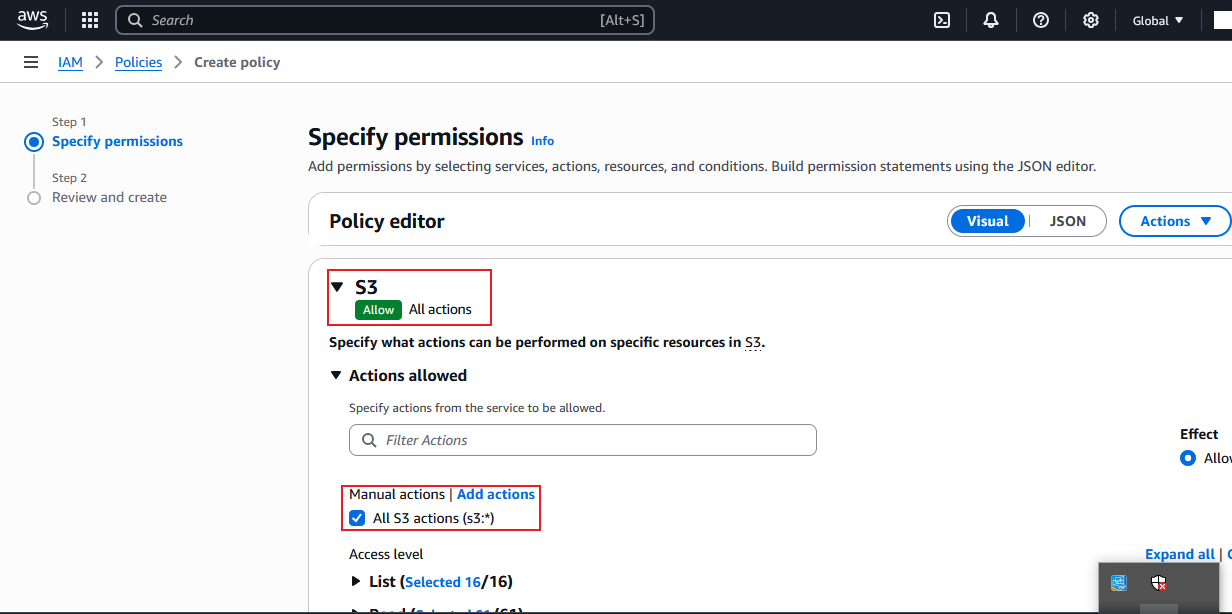 aws Search [Alt+S] Global
IAM Policies Create policy
Step 1
Specify permissions
Step 2
Review and create
Specify permissions Info
Add permissions by selecting services, actions, resources, and conditions. Build permission statements using the JSON editor.
Policy editor Visual JSON Actions
S3
Allow All actions
Specify what actions can be performed on specific resources in S3.
Actions allowed
Specify actions from the service to be allowed.
Filter Actions
Effect
Allow
Manual actions | Add actions
All S3 actions (s3:*)
Access level
Expand all |
List (Selected 16/16)